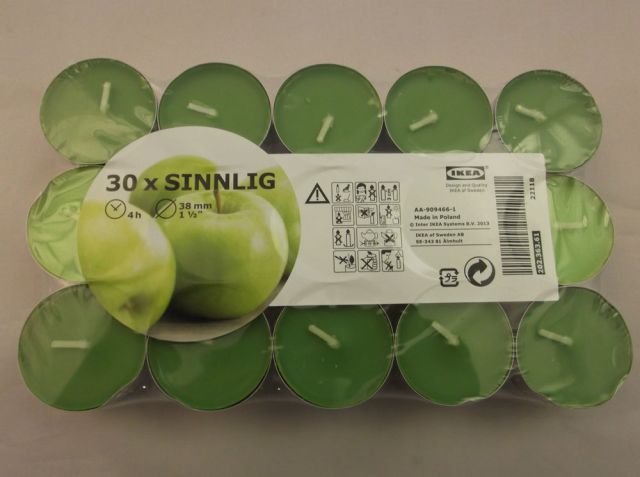 30 x SINNLIG
4h
38 mm
1 ½"
IKEA
Design and Quality
IKEA of Sweden
AA-909466-1
Made in Poland
© Inter IKEA Systems B.V. 2013
IKEA of Sweden AB
SE-343 81 Älmhult
22118
202.363.61